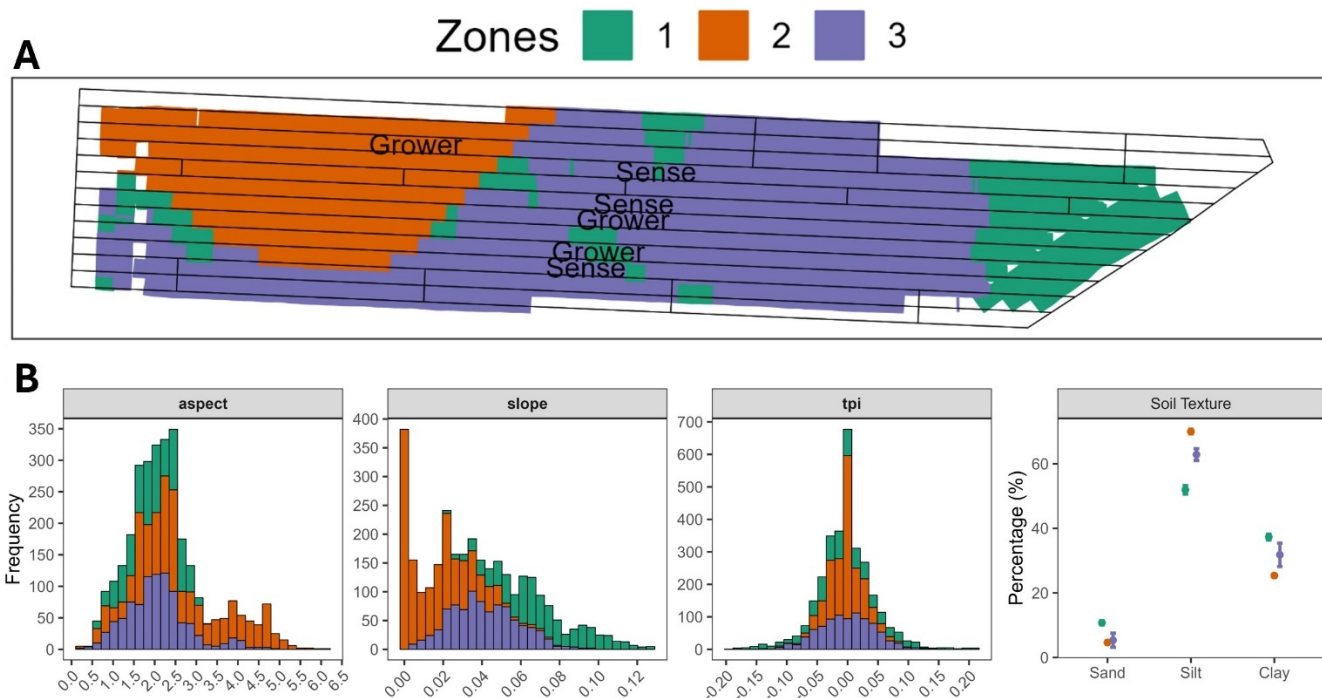 Zones 1 2 3
A
Grower
Sense
Sense
Grower
Grower
Sense
B
aspect slope tpi Soil Texture
Frequency
350
300
250
200
150
100
50
0
0.0 0.5 1.0 1.5 2.0 2.5 3.0 3.5 4.0 4.5 5.0 5.5 6.0 6.5
400
350
300
250
200
150
100
50
0
0.00 0.02 0.04 0.06 0.08 0.10 0.12
700
600
500
400
300
200
100
0
-0.20 -0.15 -0.10 -0.05 0.00 0.05 0.10 0.15 0.20
Percentage (%)
60
40
20
0
Sand Silt Clay